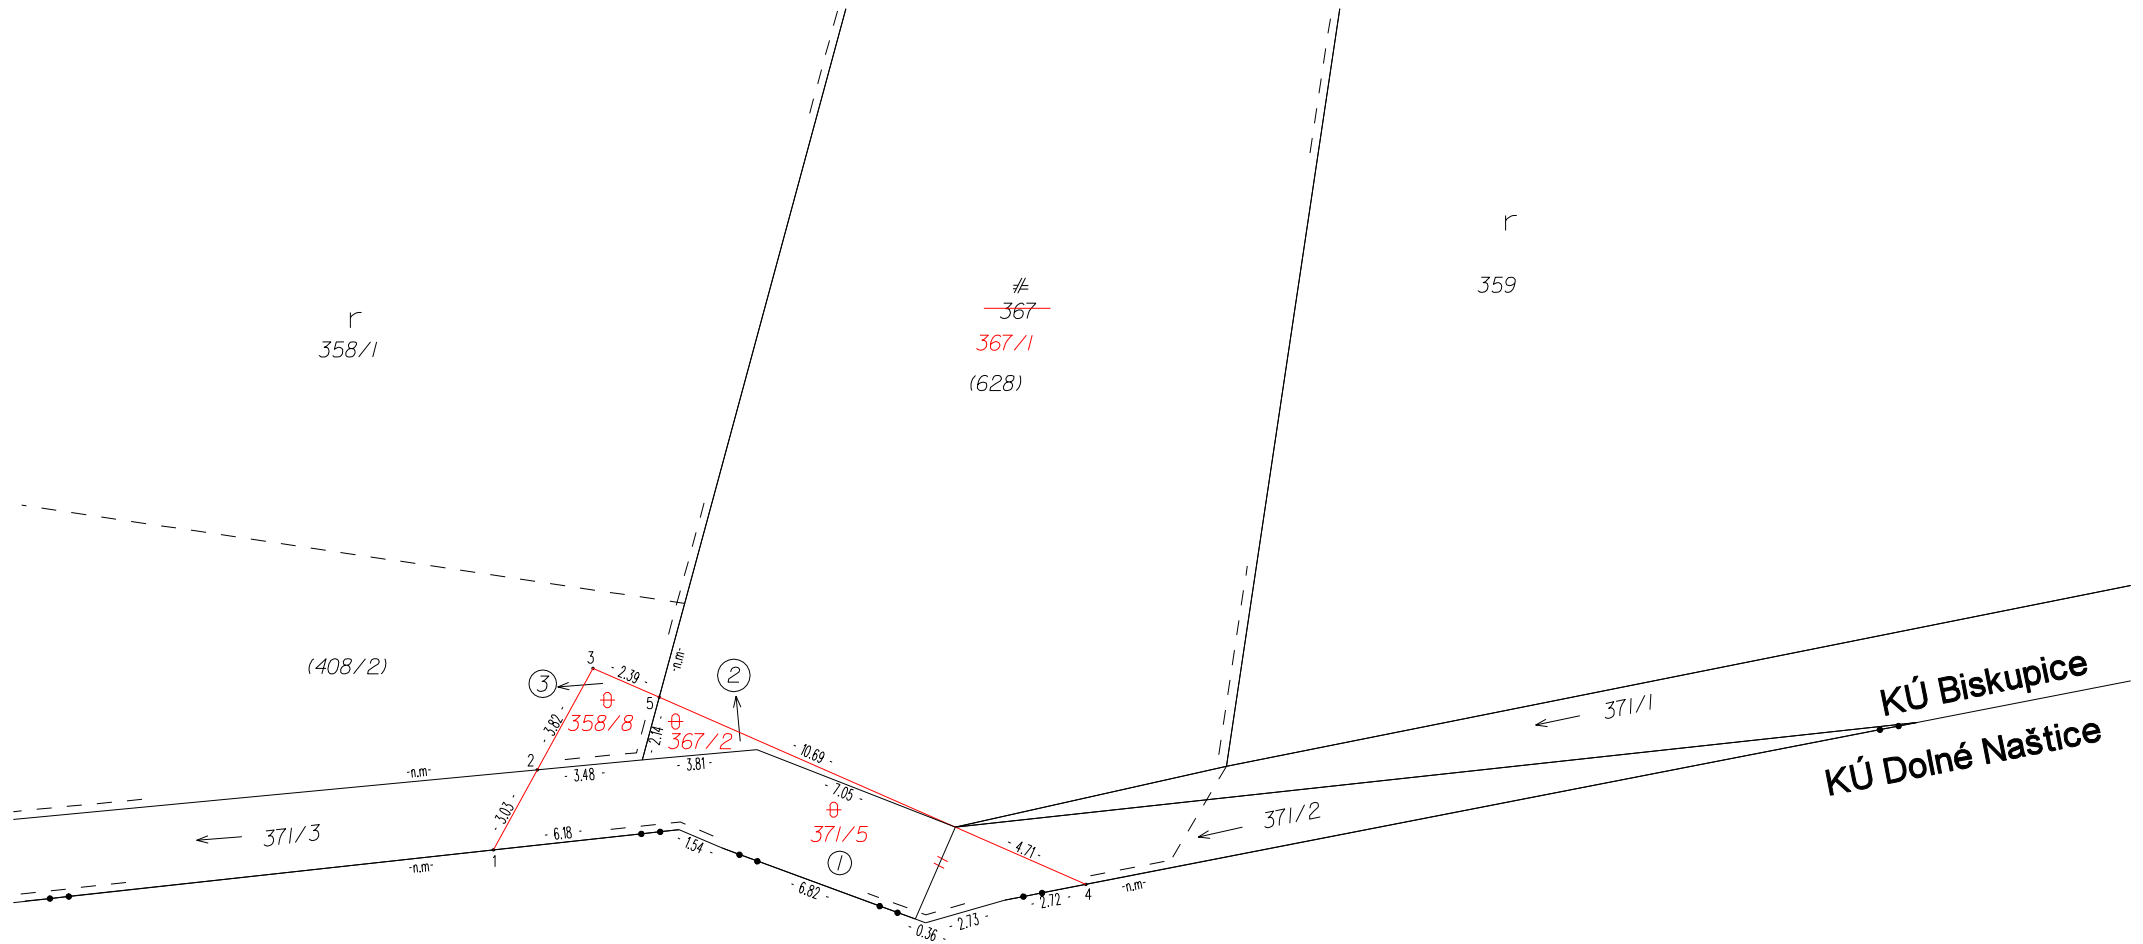 r
359
367
367/1
(628)
r
358/1
(408/2)
3
3
- 2.39 -
-n.m-
2
358/8
5
- 2.14 -
367/2
- 3.82 -
- 10.69 -
2
- 3.48 -
- 3.81 -
-n.m-
- 7.05 -
371/5
1
- 3.03 -
371/3
- 6.18 -
1
-n.m-
- 1.54 -
- 6.82 -
- 0.36 -
- 2.73 -
- 2.72 -
4
-n.m-
- 4.71 -
371/2
371/1
KÚ Biskupice
KÚ Dolné Naštice